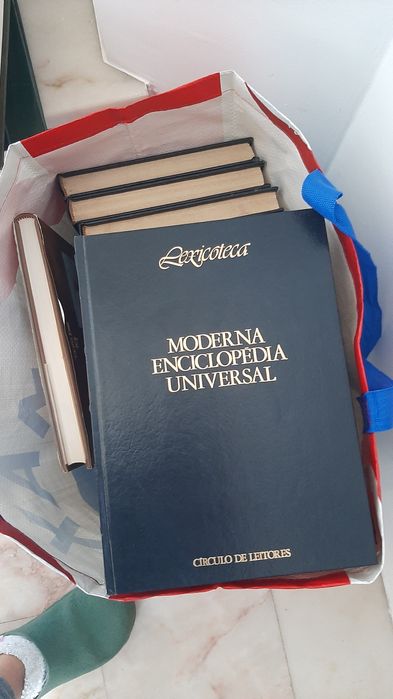 Lexicoteca
MODERNA
ENCICLOPÉDIA
UNIVERSAL
CÍRCULO DE LEITORES